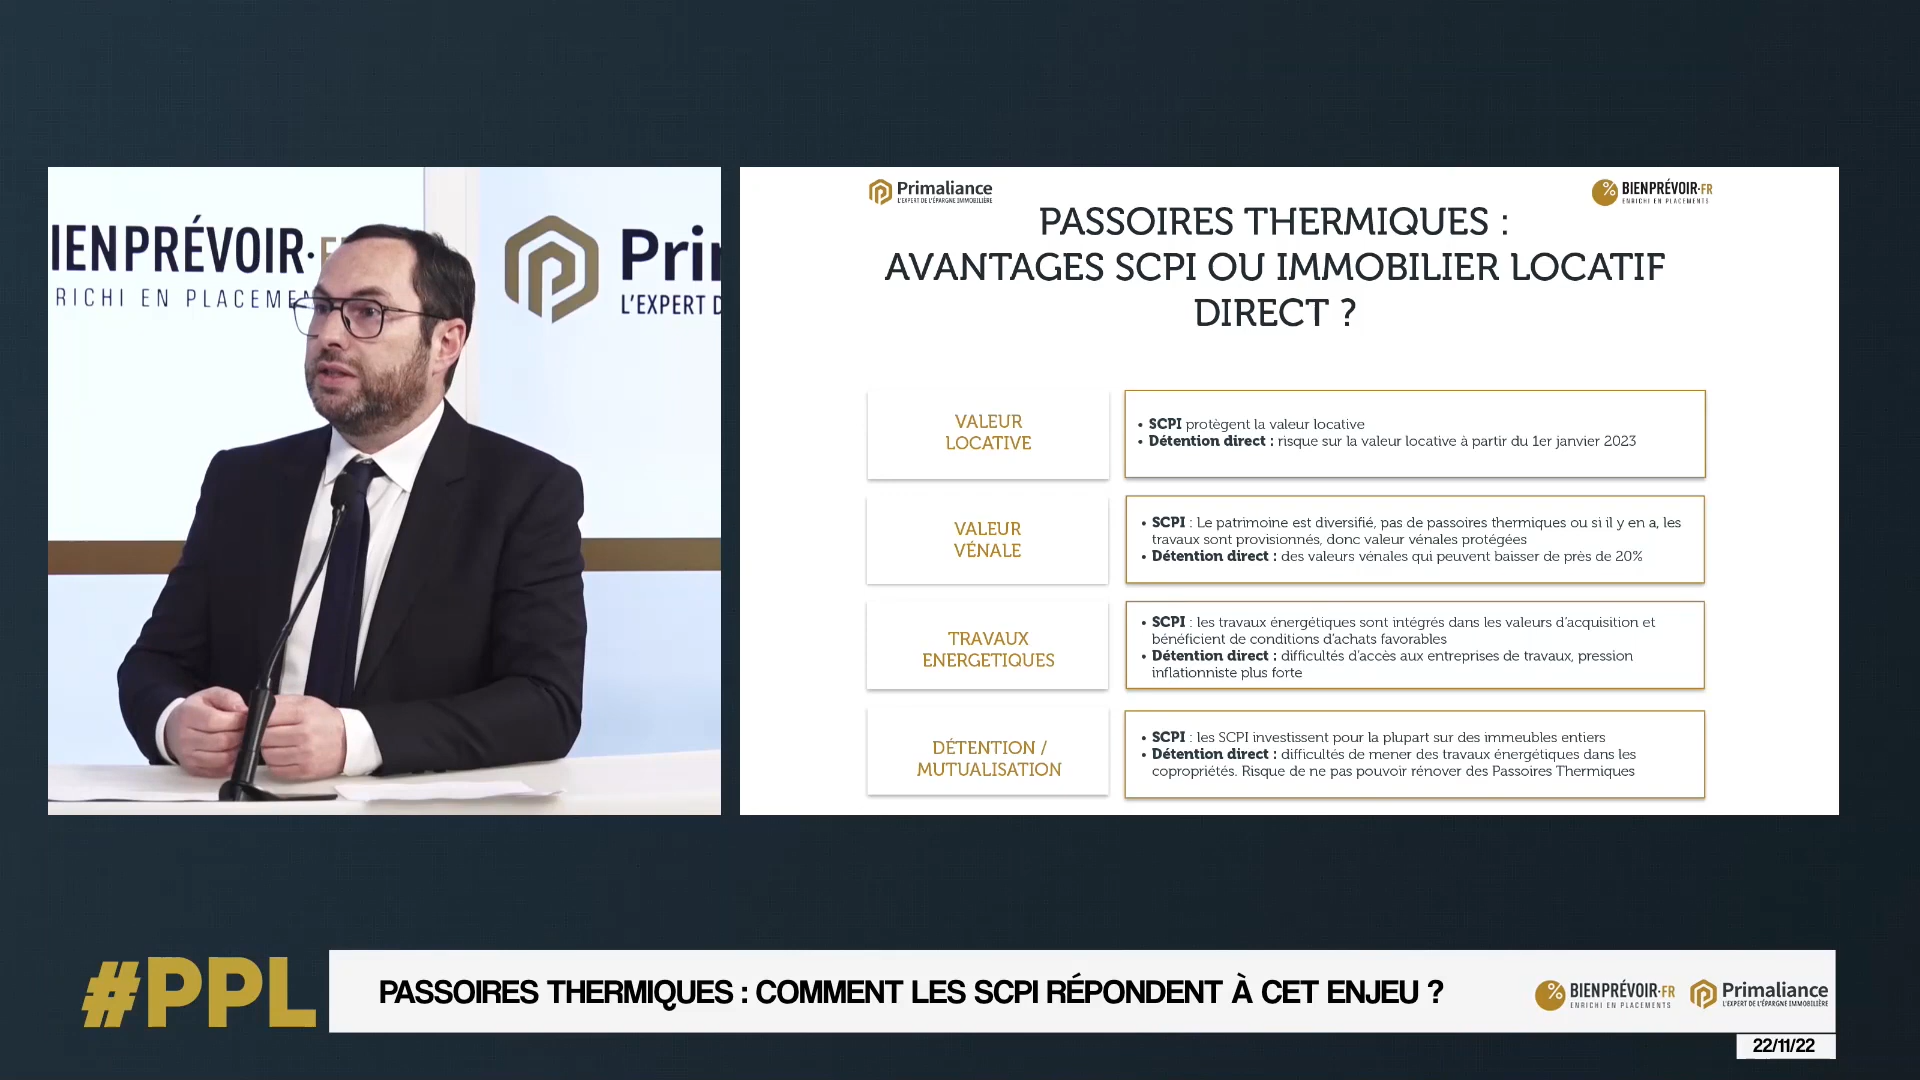 IENPRÉVOIR·F
NRICHI EN PLACEMEN
Prim
L'EXPERT D
Primaliance
L'EXPERT DE L'ÉPARGNE IMMOBILIÈRE
% BIENPRÉVOIR·FR
ENRICHI EN PLACEMENTS
PASSOIRES THERMIQUES :
AVANTAGES SCPI OU IMMOBILIER LOCATIF
DIRECT ?
VALEUR
LOCATIVE
• SCPI protègent la valeur locative
• Détention direct : risque sur la valeur locative à partir du 1er janvier 2023
VALEUR
VÉNALE
• SCPI : Le patrimoine est diversifié, pas de passoires thermiques ou si il y en a, les
travaux sont provisionnés, donc valeur vénales protégées
• Détention direct : des valeurs vénales qui peuvent baisser de près de 20%
TRAVAUX
ENERGETIQUES
• SCPI : les travaux énergétiques sont intégrés dans les valeurs d'acquisition et
bénéficient de conditions d'achats favorables
• Détention direct : difficultés d'accès aux entreprises de travaux, pression
inflationniste plus forte
DÉTENTION /
MUTUALISATION
• SCPI : les SCPI investissent pour la plupart sur des immeubles entiers
• Détention direct : difficultés de mener des travaux énergétiques dans les
copropriétés. Risque de ne pas pouvoir rénover des Passoires Thermiques
#PPL
PASSOIRES THERMIQUES : COMMENT LES SCPI RÉPONDENT À CET ENJEU ?
% BIENPRÉVOIR·FR
ENRICHI EN PLACEMENTS
Primaliance
L'EXPERT DE L'ÉPARGNE IMMOBILIÈRE
22/11/22